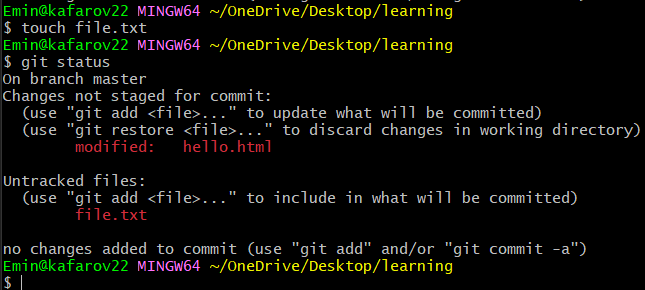 Emin@kafarov22 MINGW64 ~/OneDrive/Desktop/learning
$ touch file.txt
Emin@kafarov22 MINGW64 ~/OneDrive/Desktop/learning
$ git status
On branch master
Changes not staged for commit:
  (use "git add <file>..." to update what will be committed)
  (use "git restore <file>..." to discard changes in working directory)
        modified:   hello.html

Untracked files:
  (use "git add <file>..." to include in what will be committed)
        file.txt

no changes added to commit (use "git add" and/or "git commit -a")
Emin@kafarov22 MINGW64 ~/OneDrive/Desktop/learning
$